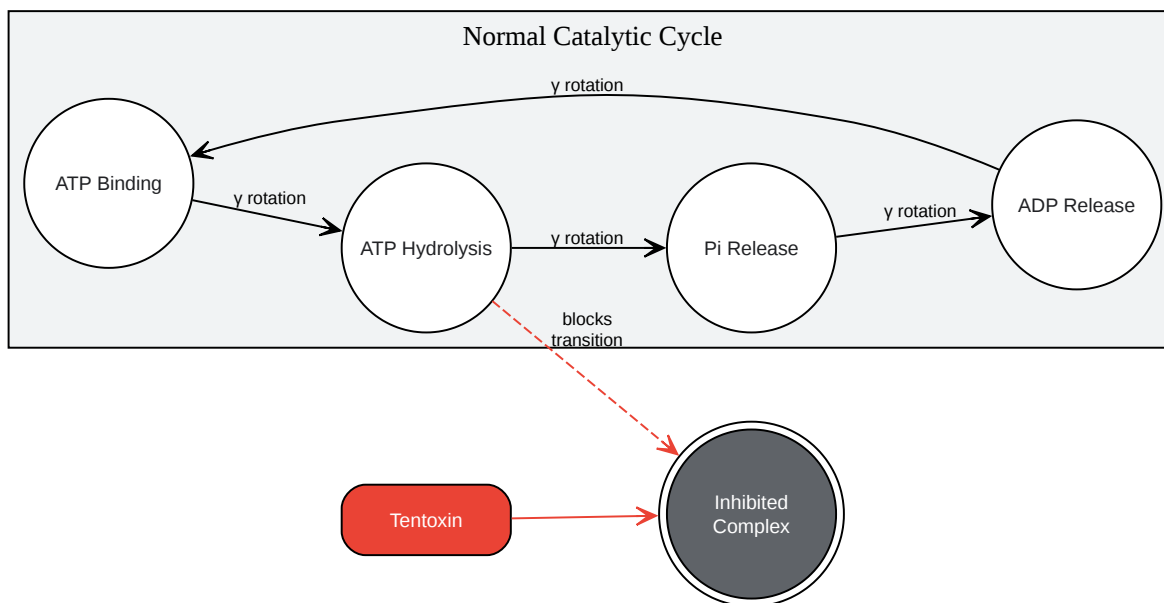 Normal Catalytic Cycle
γ rotation
ATP Binding
γ rotation
ATP Hydrolysis
γ rotation
Pi Release
γ rotation
ADP Release
blocks
transition
Tentoxin
Inhibited
Complex